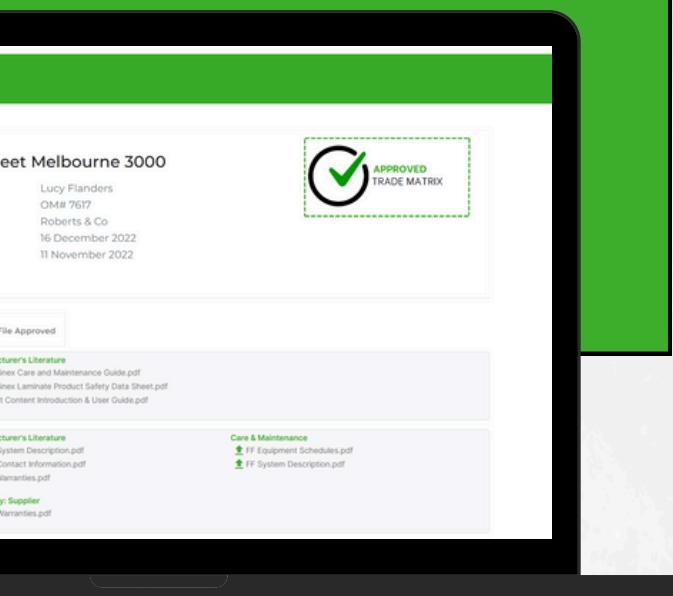 eet Melbourne 3000
Lucy Flanders
OM# 7617
Roberts & Co
16 December 2022
11 November 2022
APPROVED
TRADE MATRIX
File Approved
cturer's Literature
inex Care and Maintenance Guide.pdf
inex Laminate Product Safety Data Sheet.pdf
t Content Introduction & User Guide.pdf
cturer's Literature
System Description.pdf
Contact Information.pdf
Warranties.pdf
y: Supplier
Warranties.pdf
Care & Maintenance
FF Equipment Schedules.pdf
FF System Description.pdf